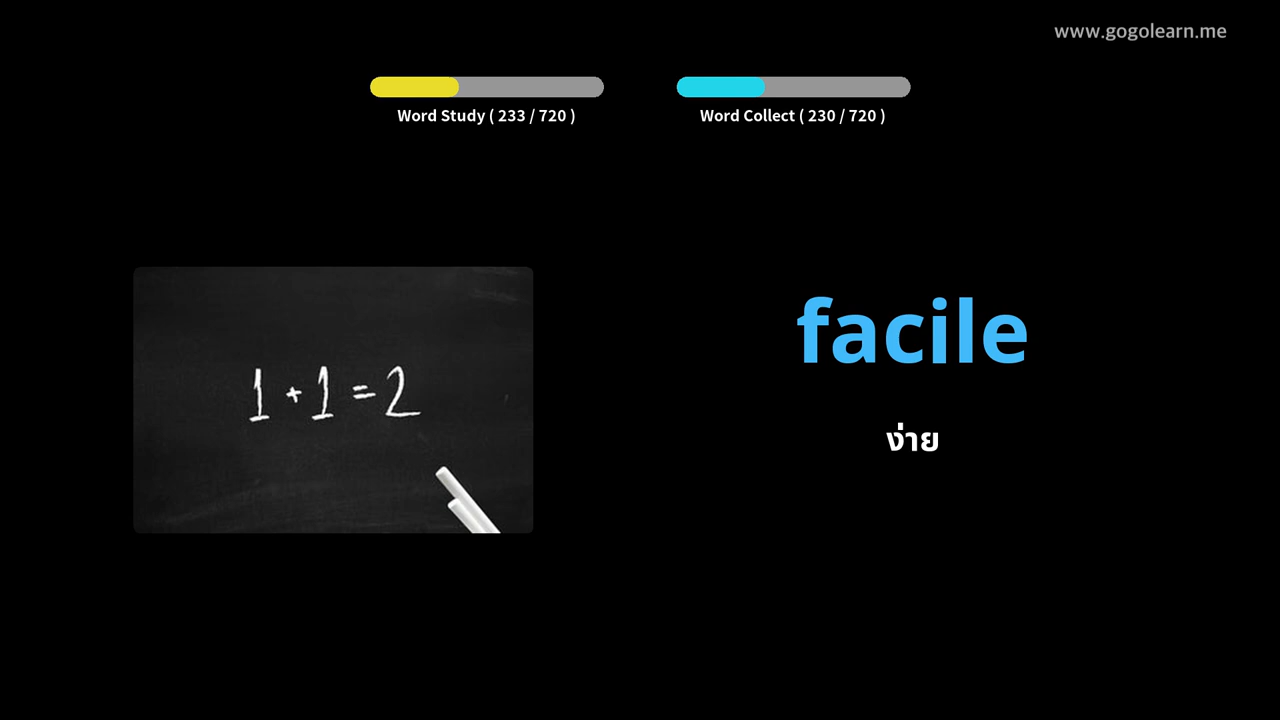 www.gogolearn.me
Word Study ( 233 / 720 )
Word Collect ( 230 / 720 )
1 + 1 = 2
facile
ง่าย